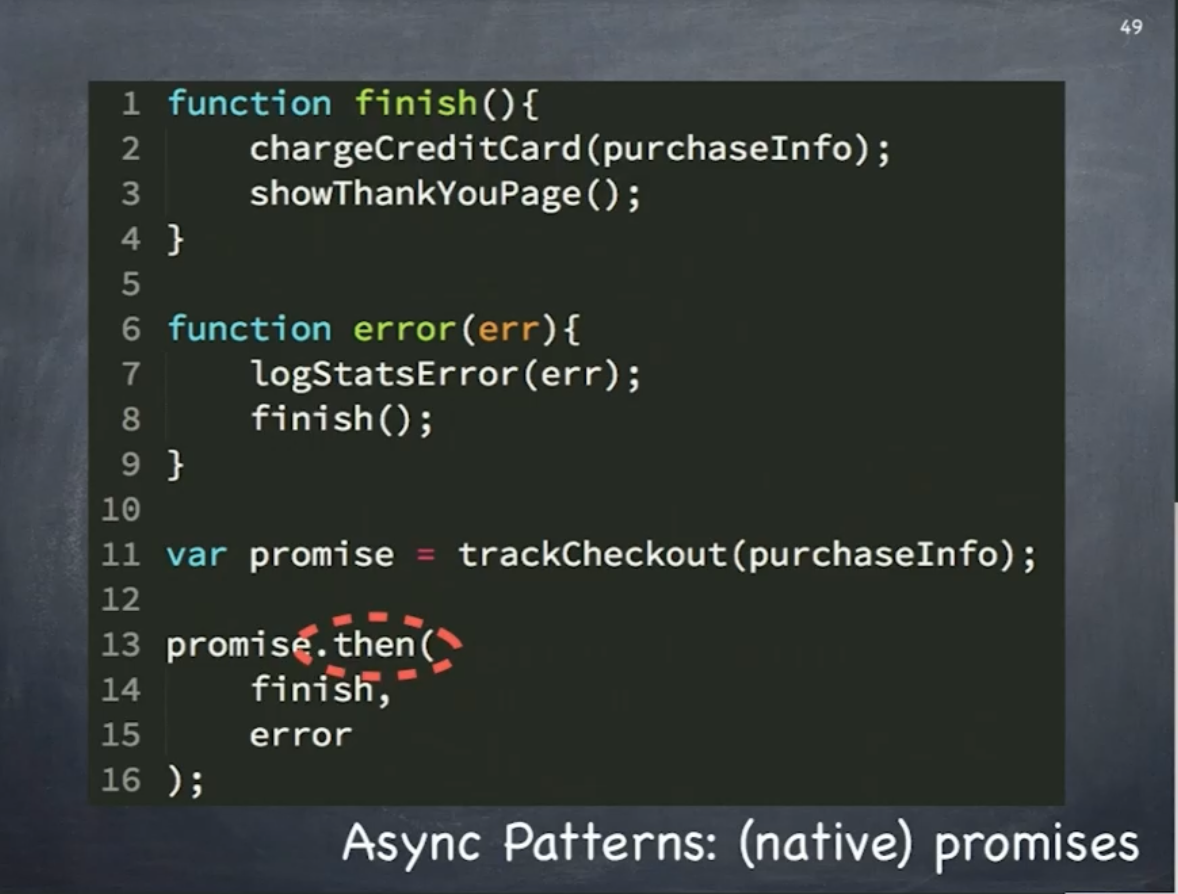 49
1 function finish(){
2     chargeCreditCard(purchaseInfo);
3     showThankYouPage();
4 }
5
6 function error(err){
7     logStatsError(err);
8     finish();
9 }
10
11 var promise = trackCheckout(purchaseInfo);
12
13 promise.then(
14     finish,
15     error
16 );
Async Patterns: (native) promises